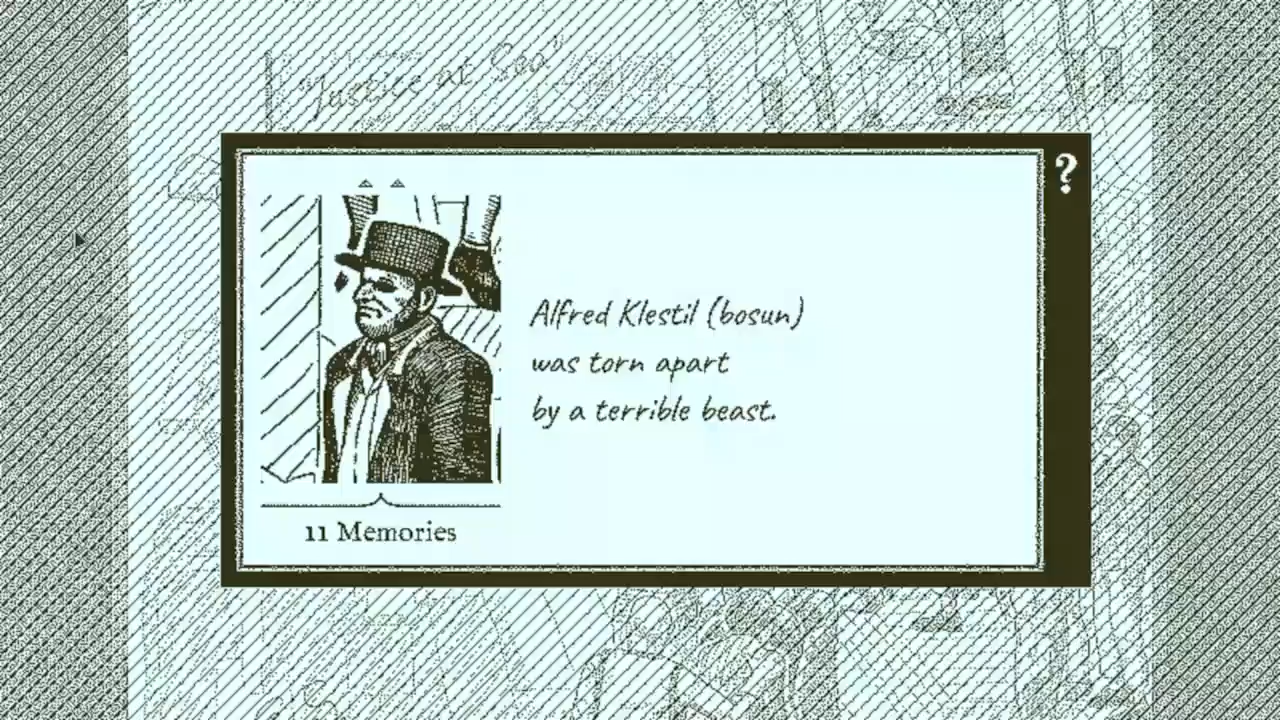 "Justice at Sea"
?
Alfred Klestil (bosun)
was torn apart
by a terrible beast.
11 Memories